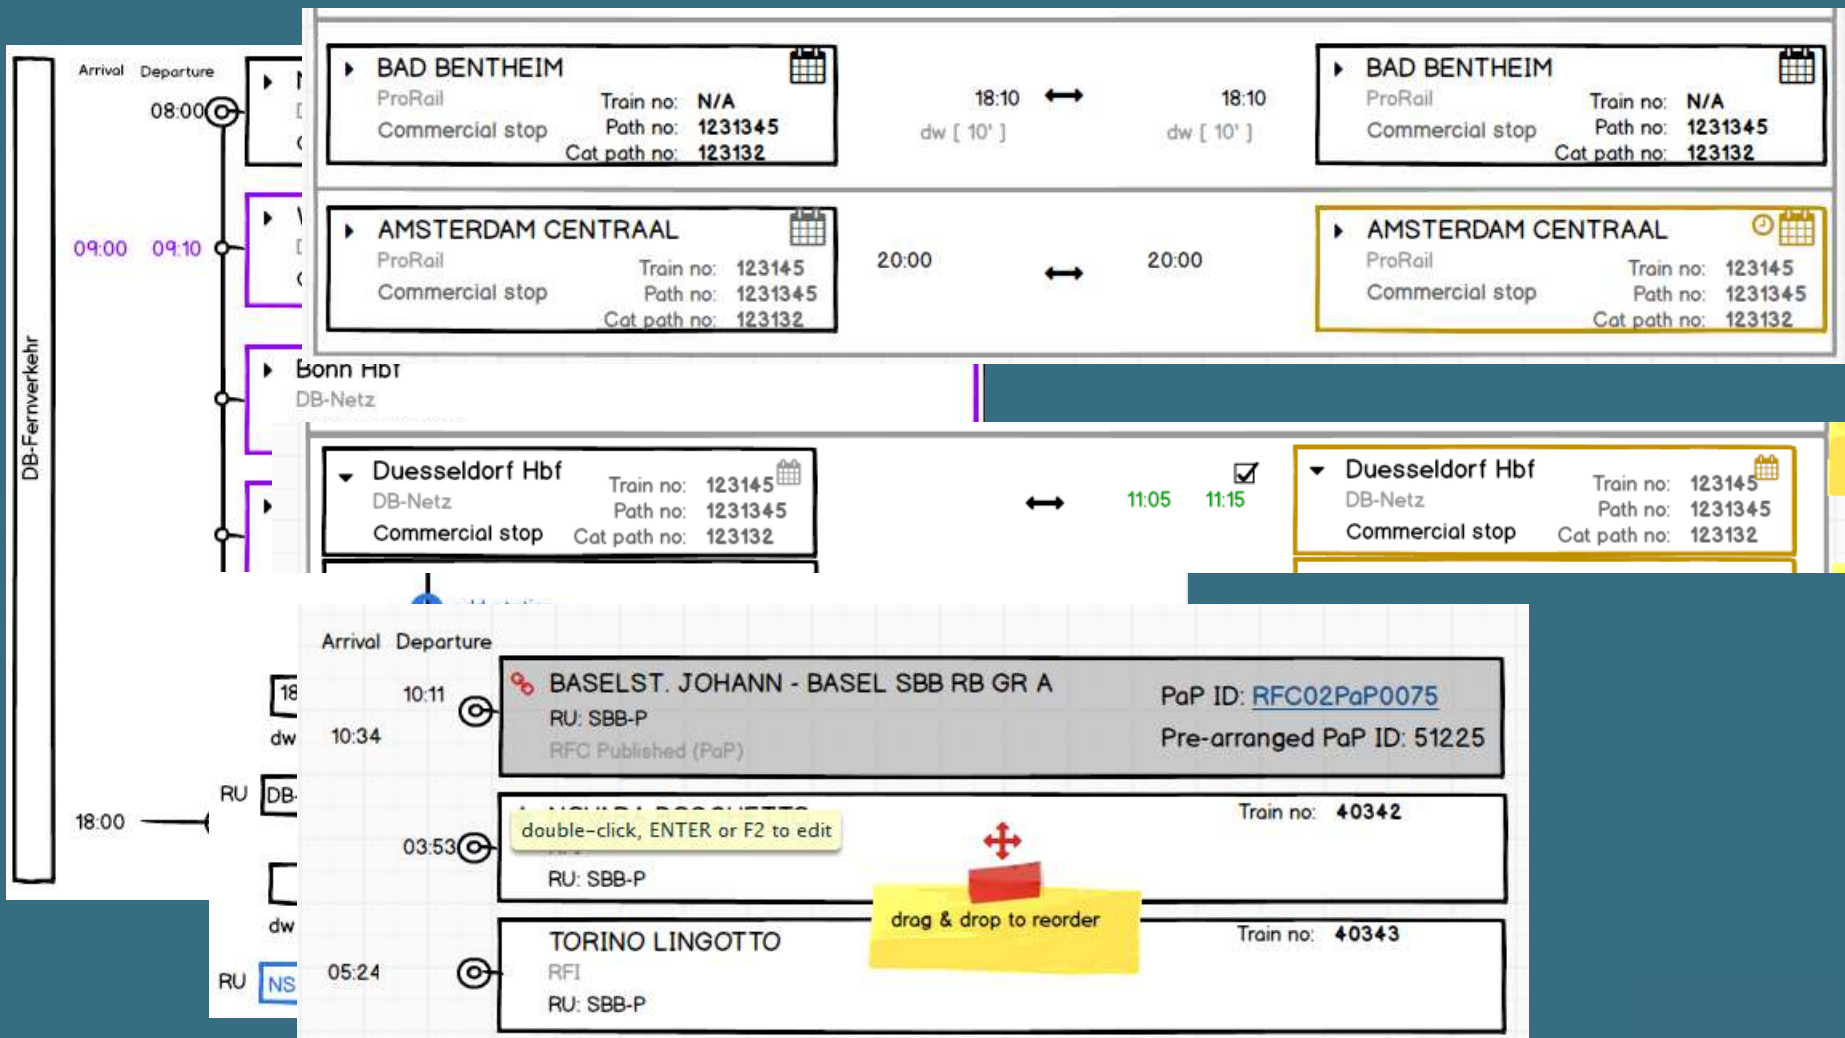 BAD BENTHEIM
ProRail
Commercial stop
Train no: N/A
Path no: 1231345
Cat path no: 123132
18:10
dw [ 10' ]
18:10
dw [ 10' ]
BAD BENTHEIM
ProRail
Commercial stop
Train no: N/A
Path no: 1231345
Cat path no: 123132
AMSTERDAM CENTRAAL
ProRail
Commercial stop
Train no: 123145
Path no: 1231345
Cat path no: 123132
20:00
20:00
AMSTERDAM CENTRAAL
ProRail
Commercial stop
Train no: 123145
Path no: 1231345
Cat path no: 123132
DB-Fernverkehr
Arrival Departure
08:00
09:00 09:10
Bonn Hbf
DB-Netz
Duesseldorf Hbf
DB-Netz
Commercial stop
Train no: 123145
Path no: 1231345
Cat path no: 123132
11:05 11:15
Duesseldorf Hbf
DB-Netz
Commercial stop
Train no: 123145
Path no: 1231345
Cat path no: 123132
18
dw
RU DB-
18:00
dw
RU NS
Arrival Departure
10:11
10:34
BASELST. JOHANN - BASEL SBB RB GR A
RU: SBB-P
RFC Published (PaP)
PaP ID: RFC02PaP0075
Pre-arranged PaP ID: 51225
03:53
double-click, ENTER or F2 to edit
RU: SBB-P
Train no: 40342
drag & drop to reorder
05:24
TORINO LINGOTTO
RFI
RU: SBB-P
Train no: 40343